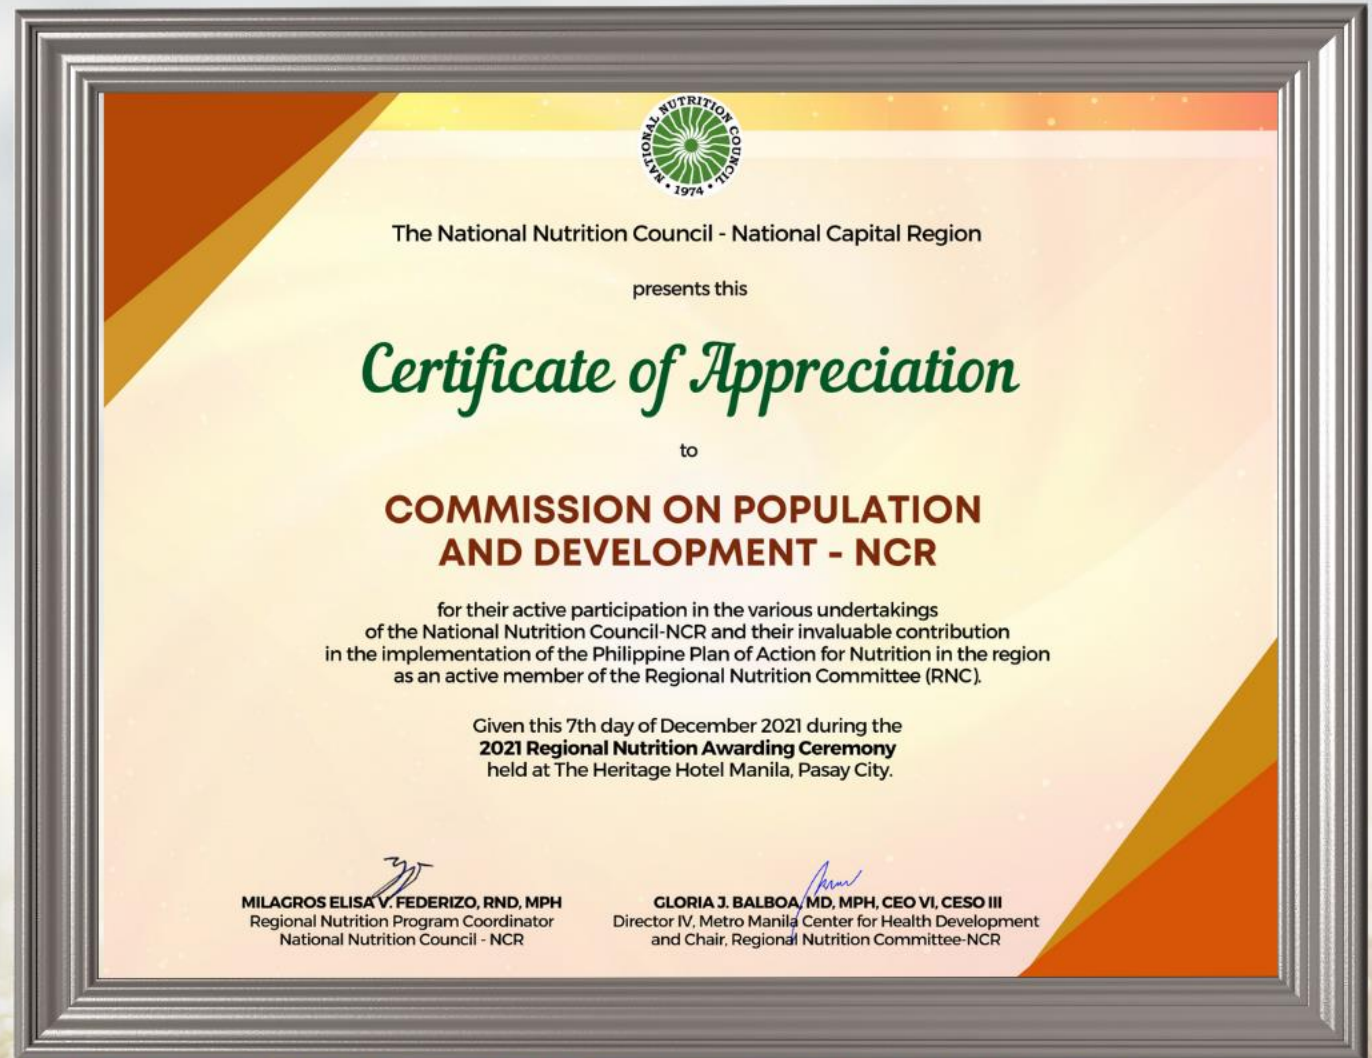 NATIONAL NUTRITION COUNCIL
• 1974 •
The National Nutrition Council - National Capital Region
presents this
Certificate of Appreciation
to
COMMISSION ON POPULATION
AND DEVELOPMENT - NCR
for their active participation in the various undertakings
of the National Nutrition Council-NCR and their invaluable contribution
in the implementation of the Philippine Plan of Action for Nutrition in the region
as an active member of the Regional Nutrition Committee (RNC).
Given this 7th day of December 2021 during the
2021 Regional Nutrition Awarding Ceremony
held at The Heritage Hotel Manila, Pasay City.
MILAGROS ELISA V. FEDERIZO, RND, MPH
Regional Nutrition Program Coordinator
National Nutrition Council - NCR
GLORIA J. BALBOA, MD, MPH, CEO VI, CESO III
Director IV, Metro Manila Center for Health Development
and Chair, Regional Nutrition Committee-NCR